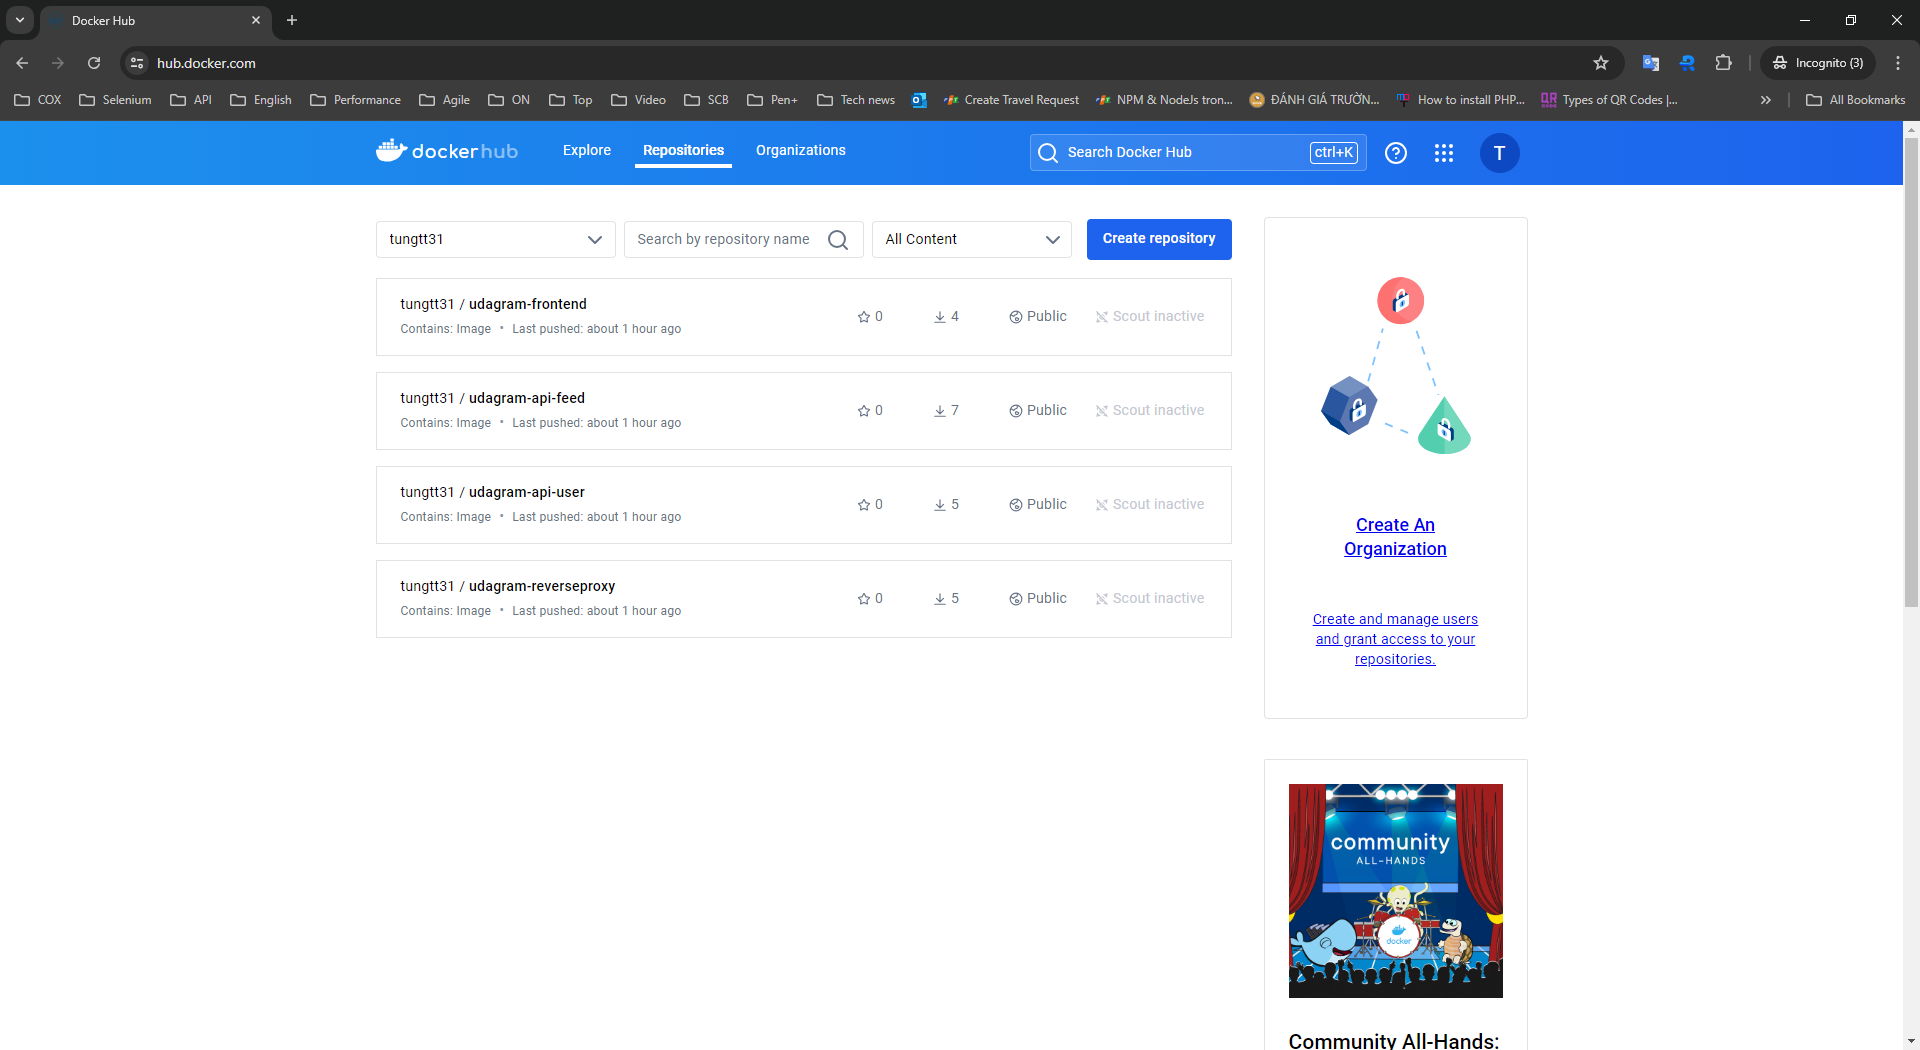 Docker Hub
hub.docker.com
Incognito (3)
COX
Selenium
API
English
Performance
Agile
ON
Top
Video
SCB
Pen+
Tech news
Create Travel Request
NPM & NodeJs tron...
ĐÁNH GIÁ TRƯỜN...
How to install PHP...
QR
Types of QR Codes |...
All Bookmarks
docker hub
Explore
Repositories
Organizations
Search Docker Hub
ctrl+K
T
tungtt31
Search by repository name
All Content
Create repository
tungtt31 / udagram-frontend
Contains: Image • Last pushed: about 1 hour ago
0
4
Public
Scout inactive
tungtt31 / udagram-api-feed
Contains: Image • Last pushed: about 1 hour ago
0
7
Public
Scout inactive
tungtt31 / udagram-api-user
Contains: Image • Last pushed: about 1 hour ago
0
5
Public
Scout inactive
tungtt31 / udagram-reverseproxy
Contains: Image • Last pushed: about 1 hour ago
0
5
Public
Scout inactive
Create An
Organization
Create and manage users
and grant access to your
repositories.
community
ALL-HANDS
docker
Community All-Hands: